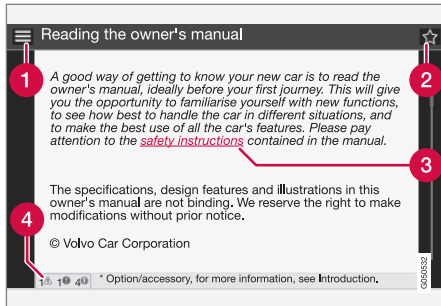 Reading the owner's manual
1
2
A good way of getting to know your new car is to read the
owner's manual, ideally before your first journey. This will give
you the opportunity to familiarise yourself with new functions,
to see how best to handle the car in different situations, and
to make the best use of all the car's features. Please pay
attention to the safety instructions contained in the manual.
3
The specifications, design features and illustrations in this
owner's manual are not binding. We reserve the right to make
modifications without prior notice.
4
© Volvo Car Corporation
1 1 4 * Option/accessory, for more information, see Introduction.
G050532